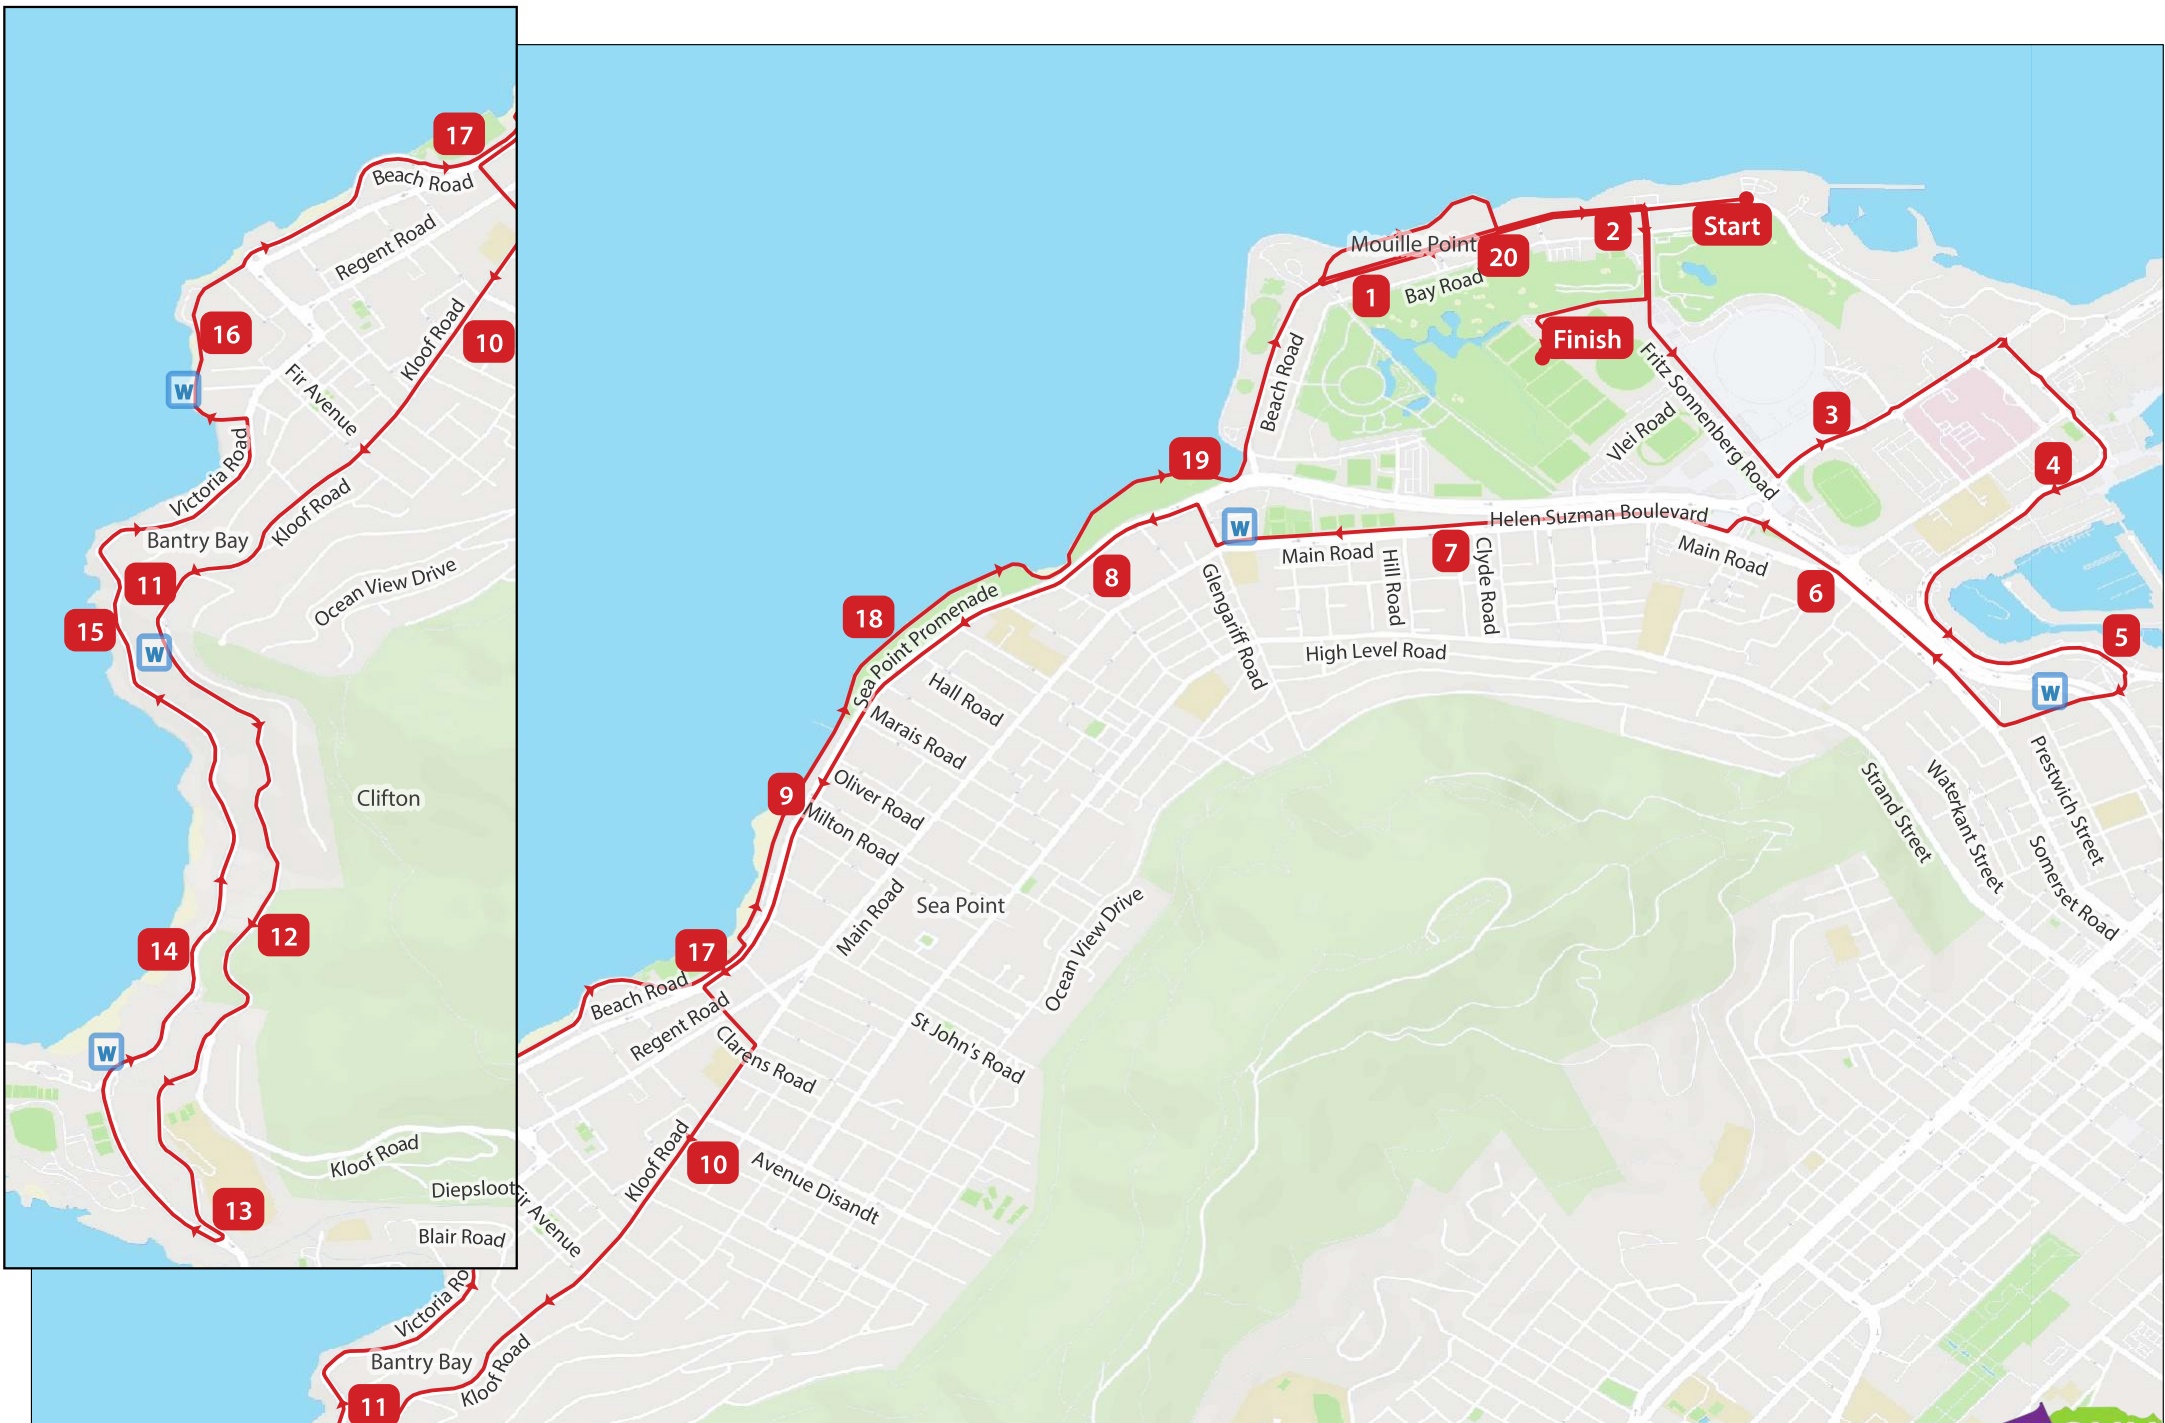 17
Beach Road
Regent Road
16
W
Kloof Road
10
Fir Avenue
Victoria Road
Kloof Road
Bantry Bay
11
Ocean View Drive
15
W
Clifton
12
14
W
Kloof Road
Diepsloot
13
Blair Road
Start
2
Mouille Point
20
1
Bay Road
Finish
Beach Road
Fritz Sonnenberg Road
3
Vlei Road
4
19
Helen Suzman Boulevard
W
Main Road
7
Main Road
Hill Road
Clyde Road
8
6
Glengariff Road
18
Sea Point Promenade
5
High Level Road
W
Hall Road
Marais Road
Oliver Road
9
Milton Road
Prestwich Street
Waterkant Street
Strand Street
Somerset Road
Main Road
Sea Point
Ocean View Drive
17
Beach Road
Regent Road
Clarens Road
St John's Road
Kloof Road
10
Avenue Disandt
Fir Avenue
Victoria Ro
Bantry Bay
Kloof Road
11